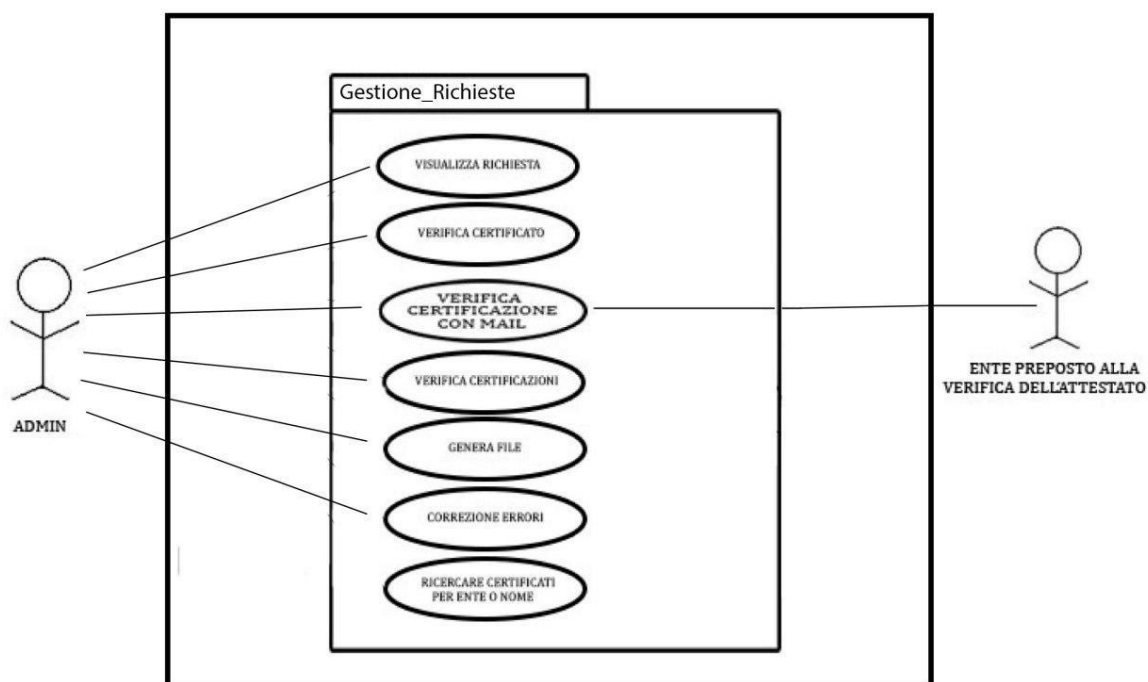 Gestione_Richieste
VISUALIZZA RICHIESTA
VERIFICA CERTIFICATO
VERIFICA
CERTIFICAZIONE
CON MAIL
VERIFICA CERTIFICAZIONI
GENERA FILE
CORREZIONE ERRORI
RICERCARE CERTIFICATI
PER ENTE O NOME
ADMIN
ENTE PREPOSTO ALLA
VERIFICA DELL'ATTESTATO